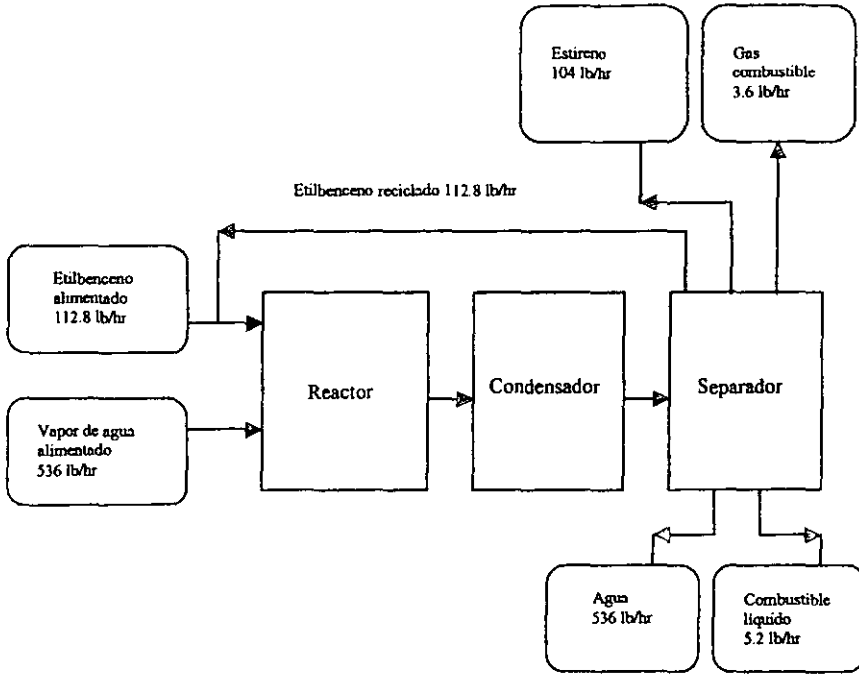 Estireno
104 lb/hr
Gas
combustible
3.6 lb/hr
Etilbenceno reciclado 112.8 lb/hr
Etilbenceno
alimentado
112.8 lb/hr
Reactor
Condensador
Separador
Vapor de agua
alimentado
536 lb/hr
Agua
536 lb/hr
Combustible
líquido
5.2 lb/hr